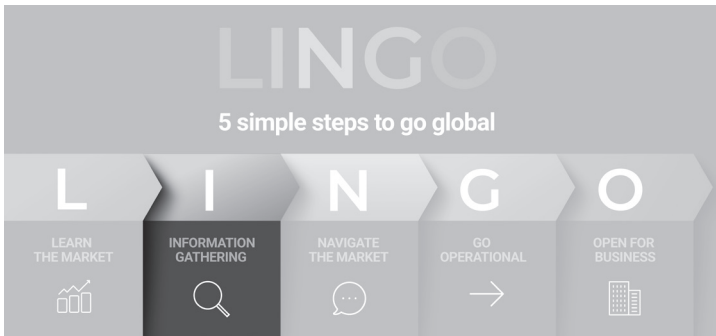 LINGO
5 simple steps to go global
L I N G O
LEARN
THE MARKET
INFORMATION
GATHERING
NAVIGATE
THE MARKET
GO
OPERATIONAL
OPEN FOR
BUSINESS